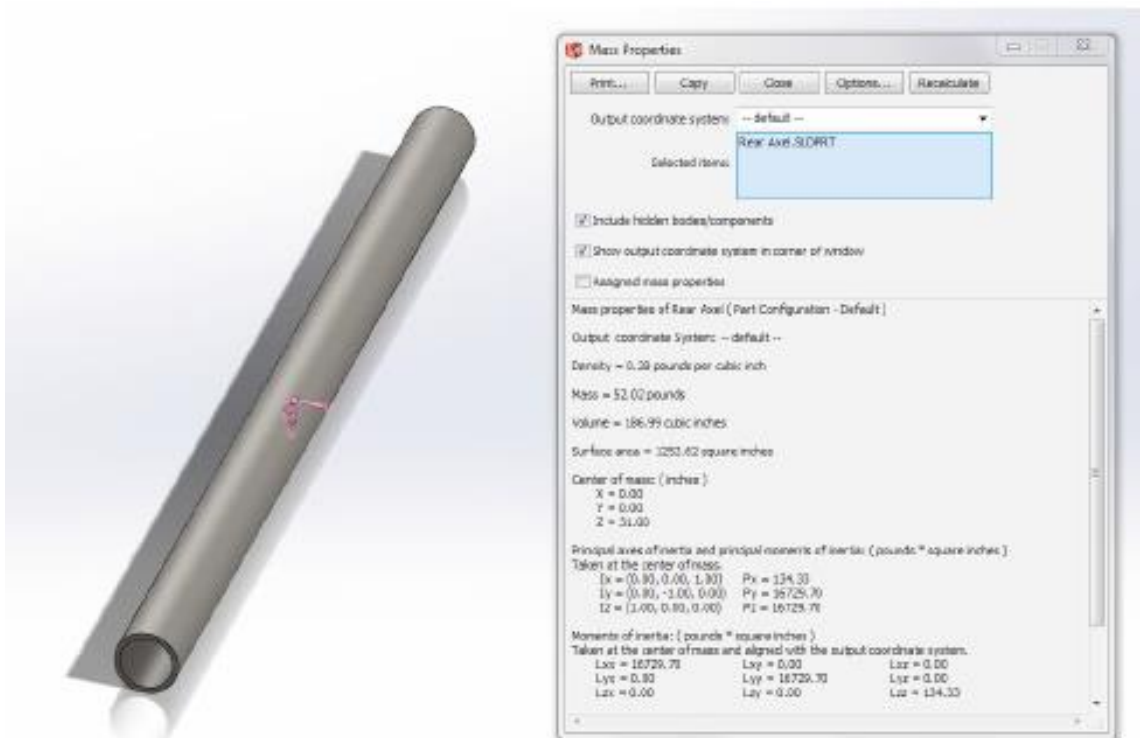 Mass Properties
Print... Copy Close Options... Recalculate
Output coordinate system: -- default --
Rear Axel.SLDPRT
Selected items:
Include hidden bodies/components
Show output coordinate system in corner of window
Assigned mass properties
Mass properties of Rear Axel ( Part Configuration - Default )
Output coordinate System: -- default --
Density = 0.28 pounds per cubic inch
Mass = 52.02 pounds
Volume = 186.99 cubic inches
Surface area = 1253.62 square inches
Center of mass: ( inches )
X = 0.00
Y = 0.00
Z = 31.00
Principal axes of inertia and principal moments of inertia: ( pounds * square inches )
Taken at the center of mass.
Ix = (0.00, 0.00, 1.00) Px = 134.33
Iy = (0.00, -1.00, 0.00) Py = 16729.70
Iz = (1.00, 0.00, 0.00) Pz = 16729.70
Moments of inertia: ( pounds * square inches )
Taken at the center of mass and aligned with the output coordinate system.
Lxx = 16729.70 Lxy = 0.00 Lxz = 0.00
Lyx = 0.00 Lyy = 16729.70 Lyz = 0.00
Lzx = 0.00 Lzy = 0.00 Lzz = 134.33